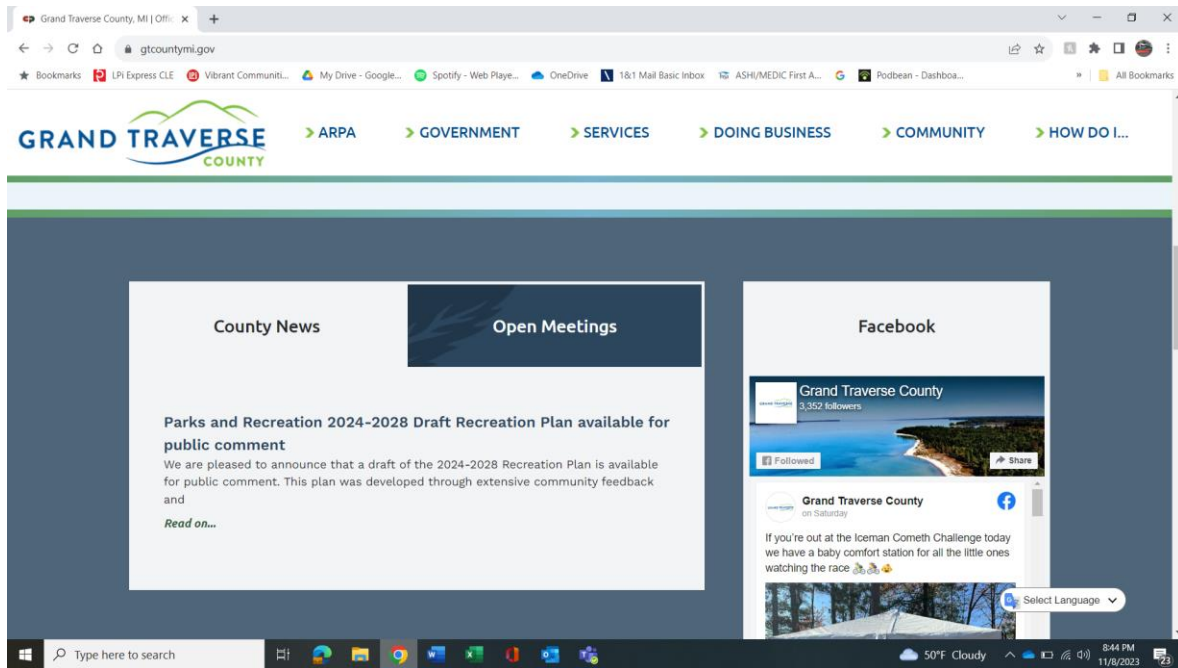 Grand Traverse County, MI | Offic
gtcountymi.gov
Bookmarks LPi Express CLE Vibrant Communiti... My Drive - Google... Spotify - Web Playe... OneDrive 1&1 Mail Basic Inbox ASHI/MEDIC First A... Podbean - Dashboa... » All Bookmarks
GRAND TRAVERSE
COUNTY
> ARPA > GOVERNMENT > SERVICES > DOING BUSINESS > COMMUNITY > HOW DO I...
County News Open Meetings
Parks and Recreation 2024-2028 Draft Recreation Plan available for
public comment
We are pleased to announce that a draft of the 2024-2028 Recreation Plan is available
for public comment. This plan was developed through extensive community feedback
and
Read on...
Facebook
Grand Traverse County
3,352 followers
Followed Share
Grand Traverse County
on Saturday
If you're out at the Iceman Cometh Challenge today
we have a baby comfort station for all the little ones
watching the race 🚴🚴👶
Select Language
Type here to search
50°F Cloudy
8:44 PM
11/8/2023
23